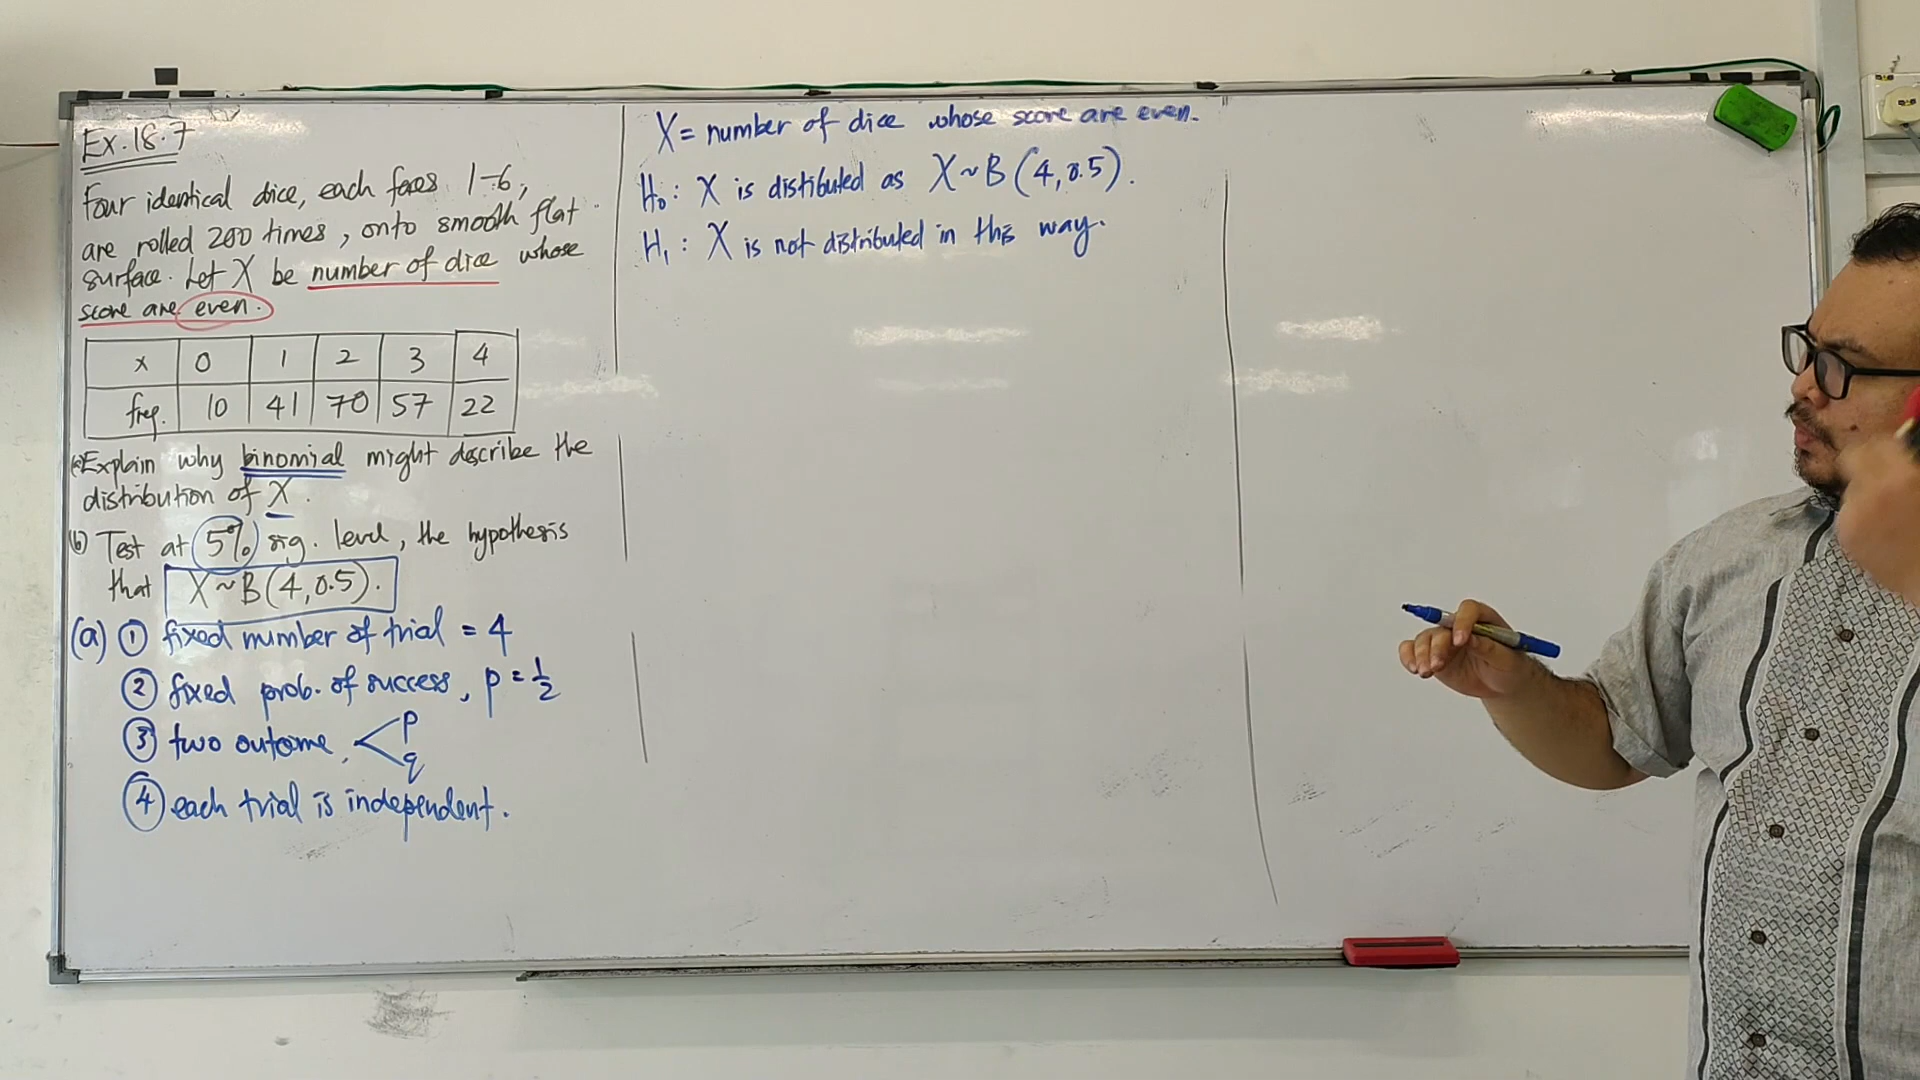 Ex. 18.7
Four identical dice, each faces 1-6,
are rolled 200 times, onto smooth flat
surface. Let X be number of dice whose
score are even.
x 0 1 2 3 4
freq. 10 41 70 57 22
(a) Explain why binomial might describe the
distribution of X.
(b) Test at 5% sig. level, the hypothesis
that X~B(4,0.5).
(a) ① fixed number of trial = 4
② fixed prob. of success, p = 1/2
③ two outcome, < p
q
④ each trial is independent.
X = number of dice whose score are even.
H₀ : X is distibuted as X~B(4,0.5).
H₁ : X is not distributed in this way.